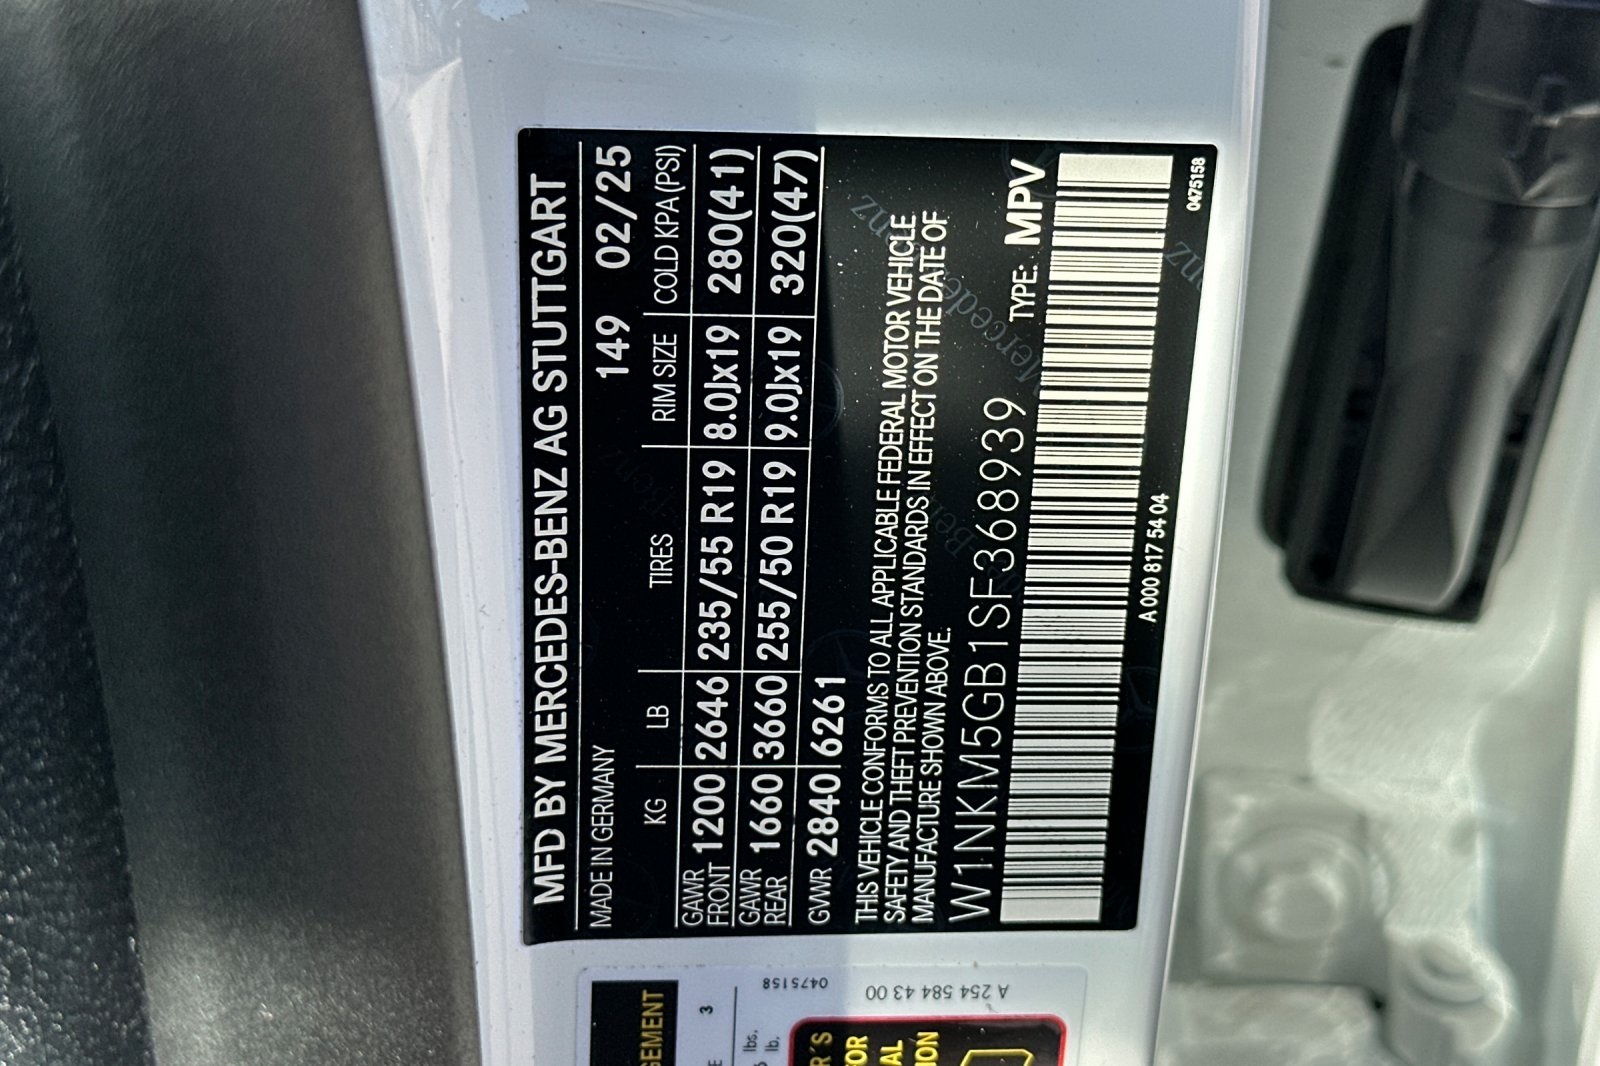 MFD BY MERCEDES-BENZ AG STUTTGART
MADE IN GERMANY 149 02/25
KG LB TIRES RIM SIZE COLD KPA(PSI)
GAWR FRONT 1200 2646 235/55 R19 8.0Jx19 280(41)
GAWR REAR 1660 3660 255/50 R19 9.0Jx19 320(47)
GVWR 2840 6261
THIS VEHICLE CONFORMS TO ALL APPLICABLE FEDERAL MOTOR VEHICLE
SAFETY AND THEFT PREVENTION STANDARDS IN EFFECT ON THE DATE OF
MANUFACTURE SHOWN ABOVE.
W1NKM5GB1SF368939 TYPE: MPV
A 000 817 54 04
0475158
3
lbs.
lb.
0475158
A 254 584 43 00